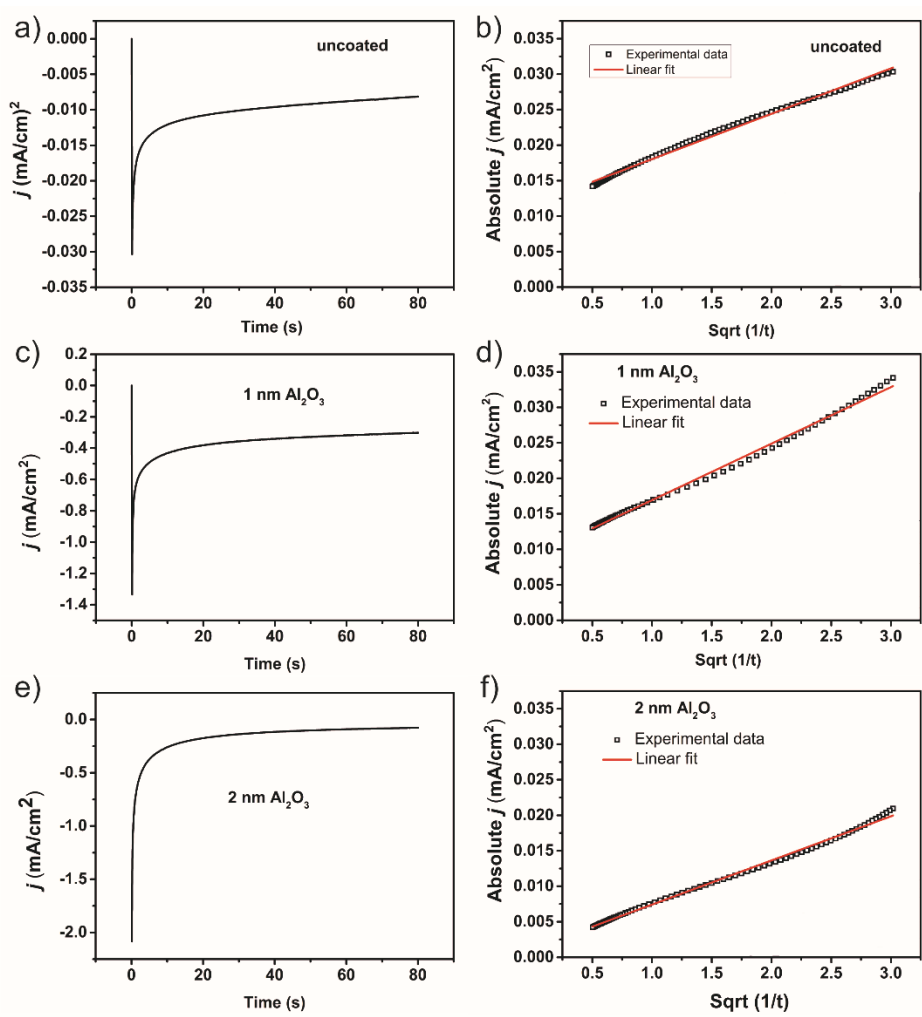 a)
0.000
-0.005
-0.010
-0.015
-0.020
-0.025
-0.030
-0.035
j (mA/cm)²
uncoated
0 20 40 60 80
Time (s)
b)
0.035
0.030
0.025
0.020
0.015
0.010
0.005
0.000
Absolute j (mA/cm²)
Experimental data
Linear fit
uncoated
0.5 1.0 1.5 2.0 2.5 3.0
Sqrt (1/t)
c)
0.2
0.0
-0.2
-0.4
-0.6
-0.8
-1.0
-1.2
-1.4
j (mA/cm²)
1 nm Al₂O₃
0 20 40 60 80
Time (s)
d)
0.035
0.030
0.025
0.020
0.015
0.010
0.005
0.000
Absolute j (mA/cm²)
1 nm Al₂O₃
Experimental data
Linear fit
0.5 1.0 1.5 2.0 2.5 3.0
Sqrt (1/t)
e)
0.0
-0.5
-1.0
-1.5
-2.0
j (mA/cm²)
2 nm Al₂O₃
0 20 40 60 80
Time (s)
f)
0.035
0.030
0.025
0.020
0.015
0.010
0.005
0.000
Absolute j (mA/cm²)
2 nm Al₂O₃
Experimental data
Linear fit
0.5 1.0 1.5 2.0 2.5 3.0
Sqrt (1/t)